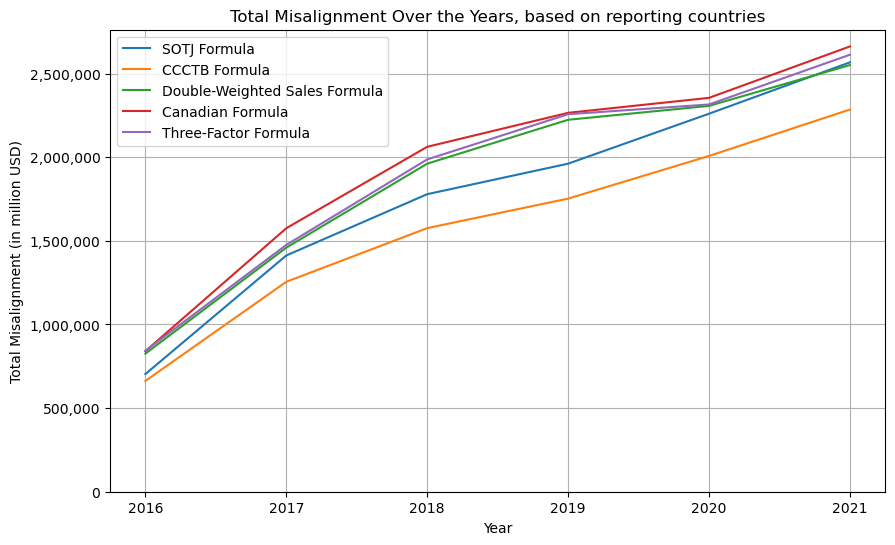 Total Misalignment Over the Years, based on reporting countries
SOTJ Formula
CCCTB Formula
Double-Weighted Sales Formula
Canadian Formula
Three-Factor Formula
Total Misalignment (in million USD)
2,500,000
2,000,000
1,500,000
1,000,000
500,000
0
2016 2017 2018 2019 2020 2021
Year